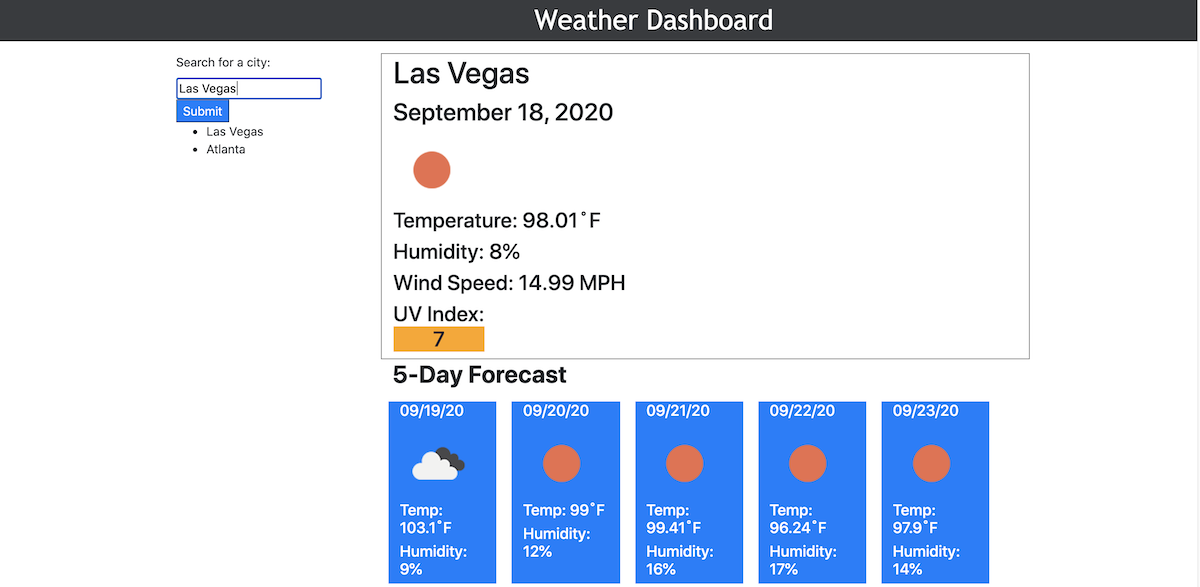 Weather Dashboard
Search for a city:
Las Vegas
Submit
• Las Vegas
• Atlanta
Las Vegas
September 18, 2020
Temperature: 98.01˚F
Humidity: 8%
Wind Speed: 14.99 MPH
UV Index:
7
5-Day Forecast
09/19/20
Temp:
103.1˚F
Humidity:
9%
09/20/20
Temp: 99˚F
Humidity:
12%
09/21/20
Temp:
99.41˚F
Humidity:
16%
09/22/20
Temp:
96.24˚F
Humidity:
17%
09/23/20
Temp:
97.9˚F
Humidity:
14%